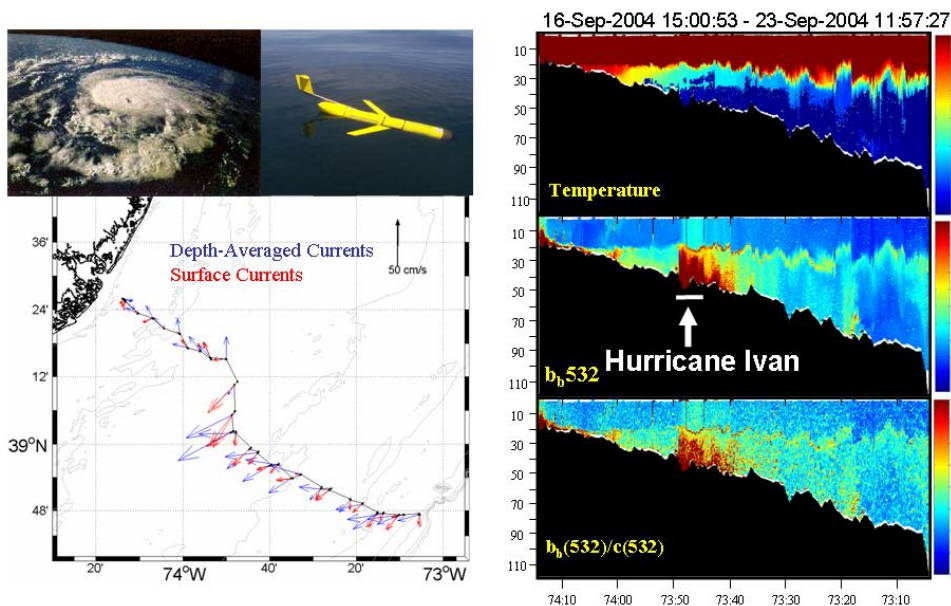 16-Sep-2004 15:00:53 - 23-Sep-2004 11:57:27
Depth-Averaged Currents
Surface Currents
50 cm/s
36'
24'
12'
39°N
48'
20'
74°W
40'
20'
73°W
10
30
50
70
90
110
Temperature
10
30
50
70
90
110
Hurricane Ivan
b_b532
10
30
50
70
90
110
b_b(532)/c(532)
74:10 74:00 73:50 73:40 73:30 73:20 73:10